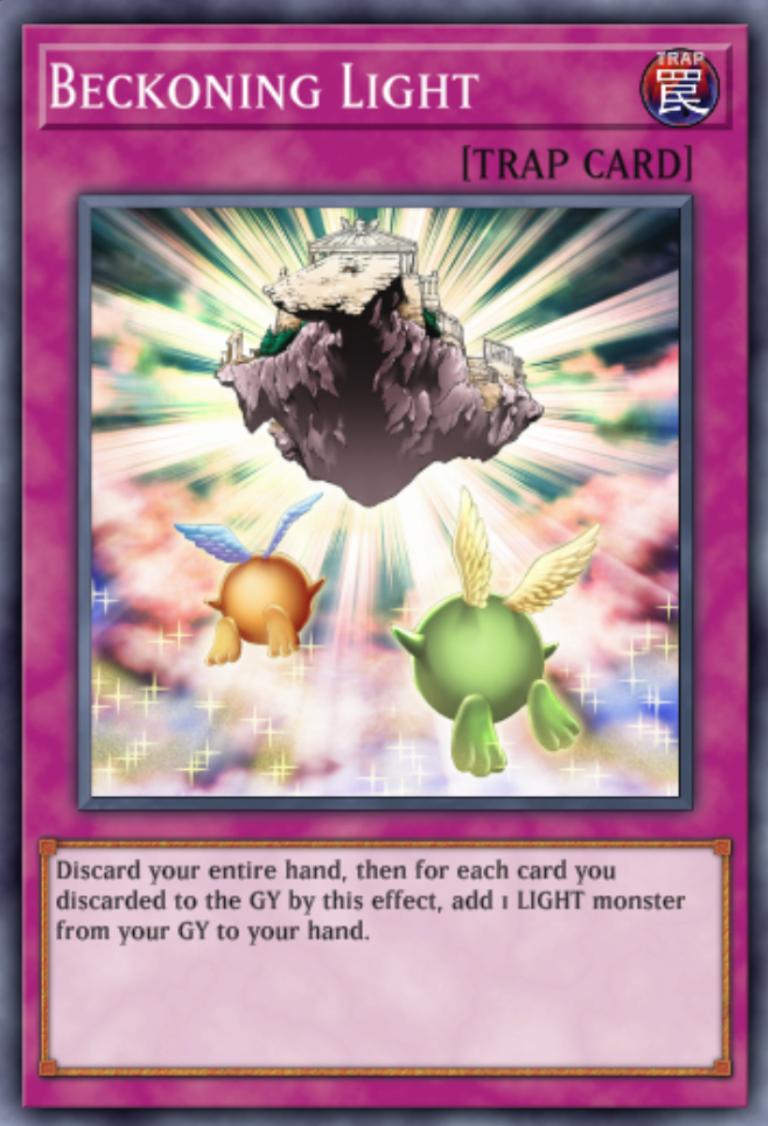 Beckoning Light
TRAP
罠
[TRAP CARD]
Discard your entire hand, then for each card you
discarded to the GY by this effect, add 1 LIGHT monster
from your GY to your hand.